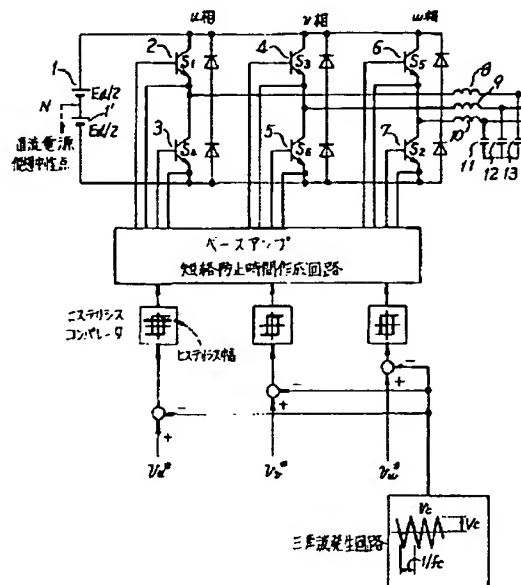 u相
v相
w相
2
4
6
S1
S3
S5
1
8
9
Ed/2
N
1'
Ed/2
10
直流電源
仮想中性点
3
5
7
S4
S6
S2
11
12
13
ベースアンプ
短絡防止時間作成回路
ヒステリシス
コンパレータ
ヒステリシス幅
−
+
−
+
−
+
Vu*
Vv*
Vw*
三角波発生回路
Vc
Vc
1/fc